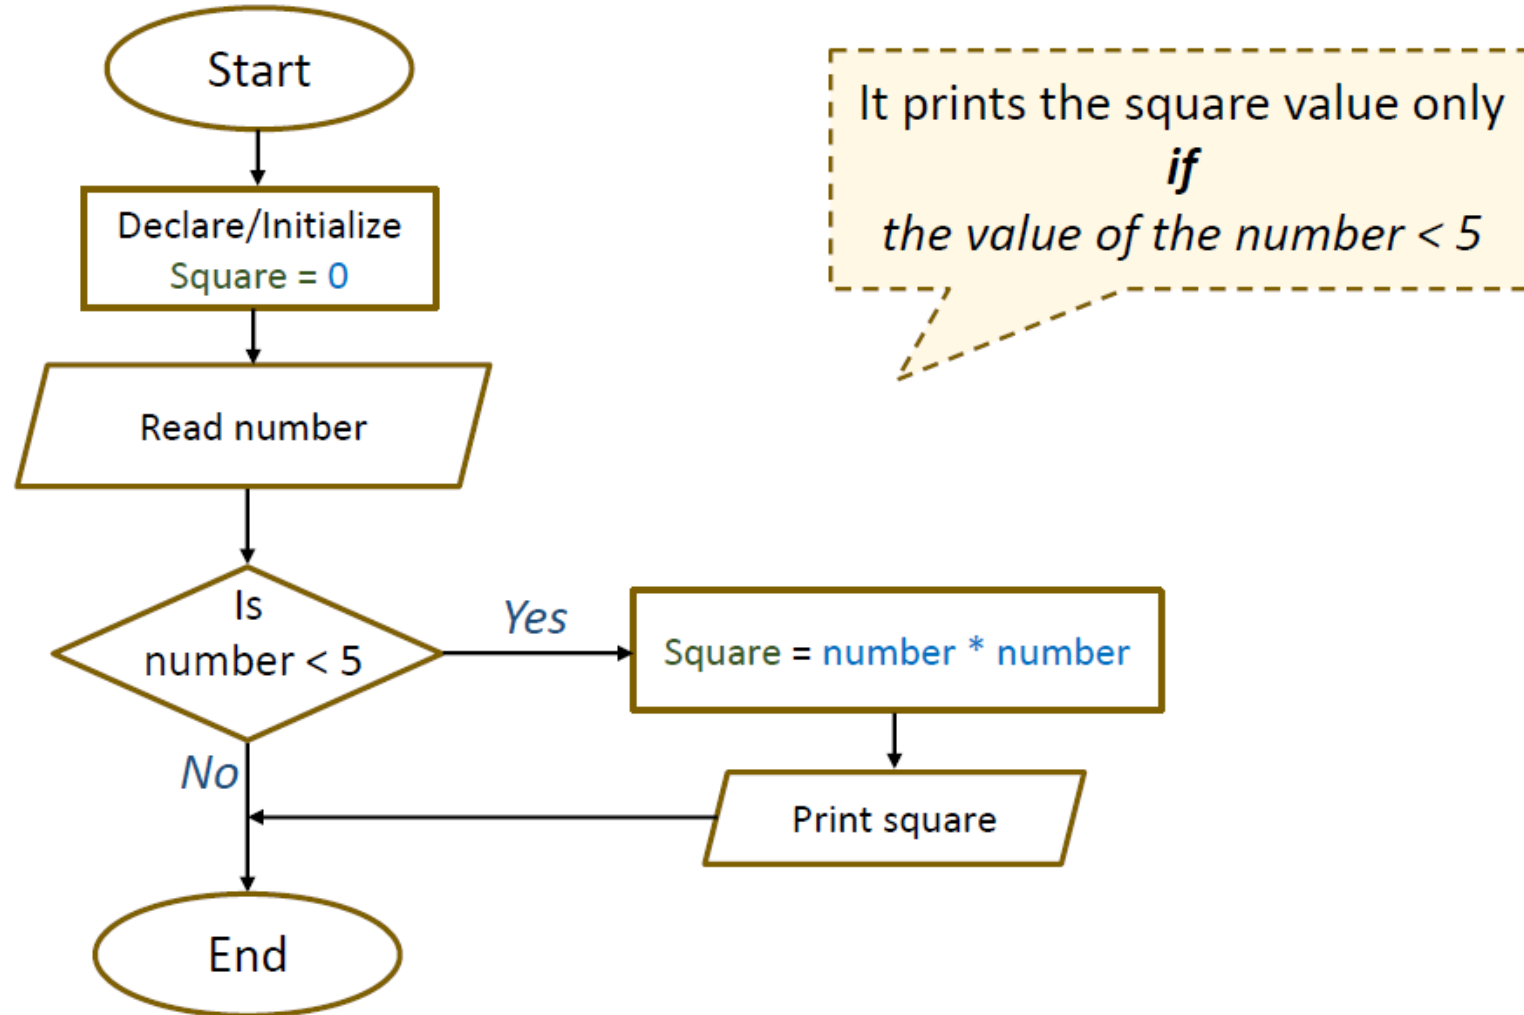 Start
Declare/Initialize
Square = 0
Read number
Is
number < 5
Yes
Square = number * number
No
Print square
End
It prints the square value only
if
the value of the number < 5